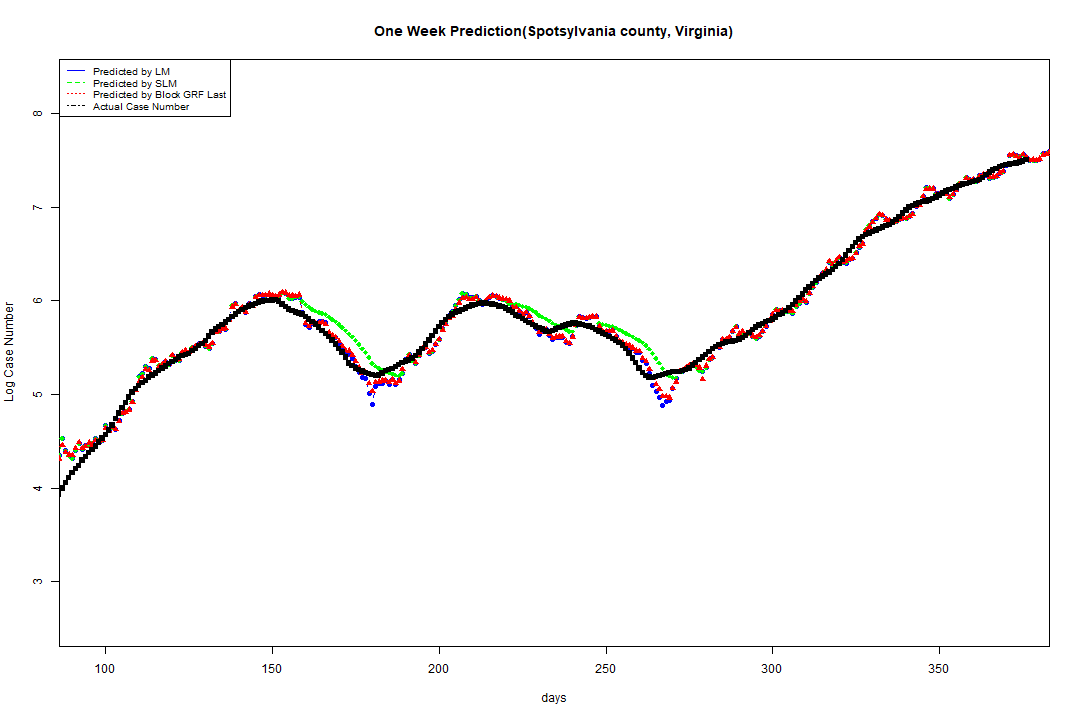 One Week Prediction(Spotsylvania county, Virginia)
Predicted by LM
Predicted by SLM
Predicted by Block GRF Last
Actual Case Number
8
7
6
5
4
3
Log Case Number
100 150 200 250 300 350
days